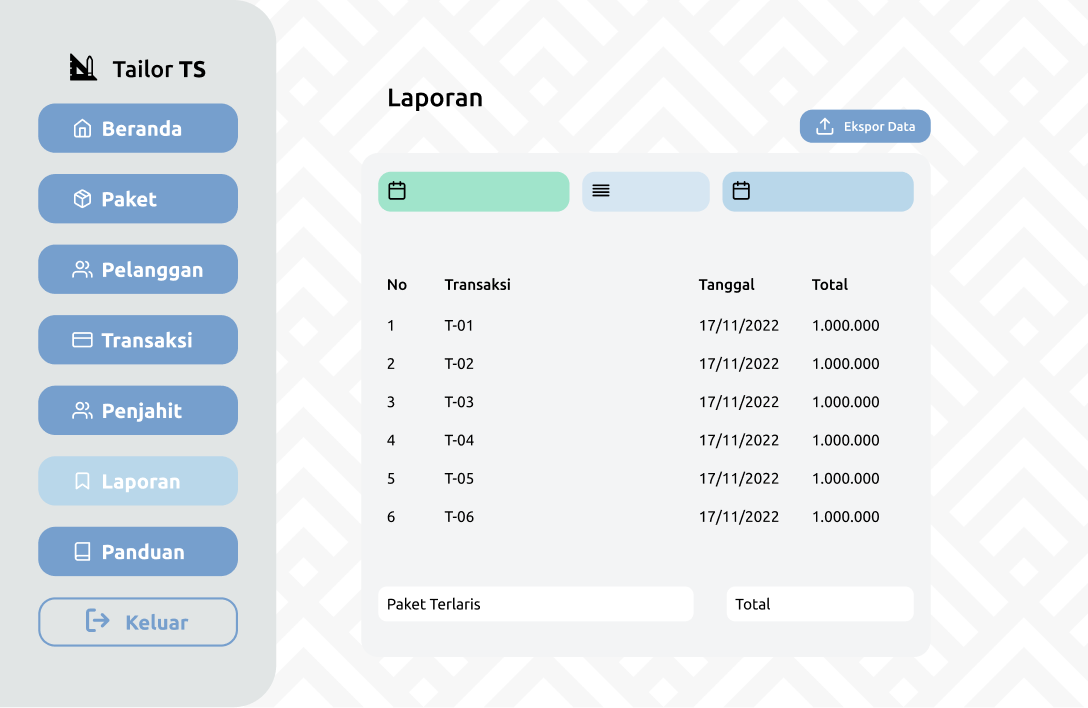 Tailor TS
Beranda
Paket
Pelanggan
Transaksi
Penjahit
Laporan
Panduan
Keluar
Laporan
Ekspor Data
No Transaksi Tanggal Total
1 T-01 17/11/2022 1.000.000
2 T-02 17/11/2022 1.000.000
3 T-03 17/11/2022 1.000.000
4 T-04 17/11/2022 1.000.000
5 T-05 17/11/2022 1.000.000
6 T-06 17/11/2022 1.000.000
Paket Terlaris Total